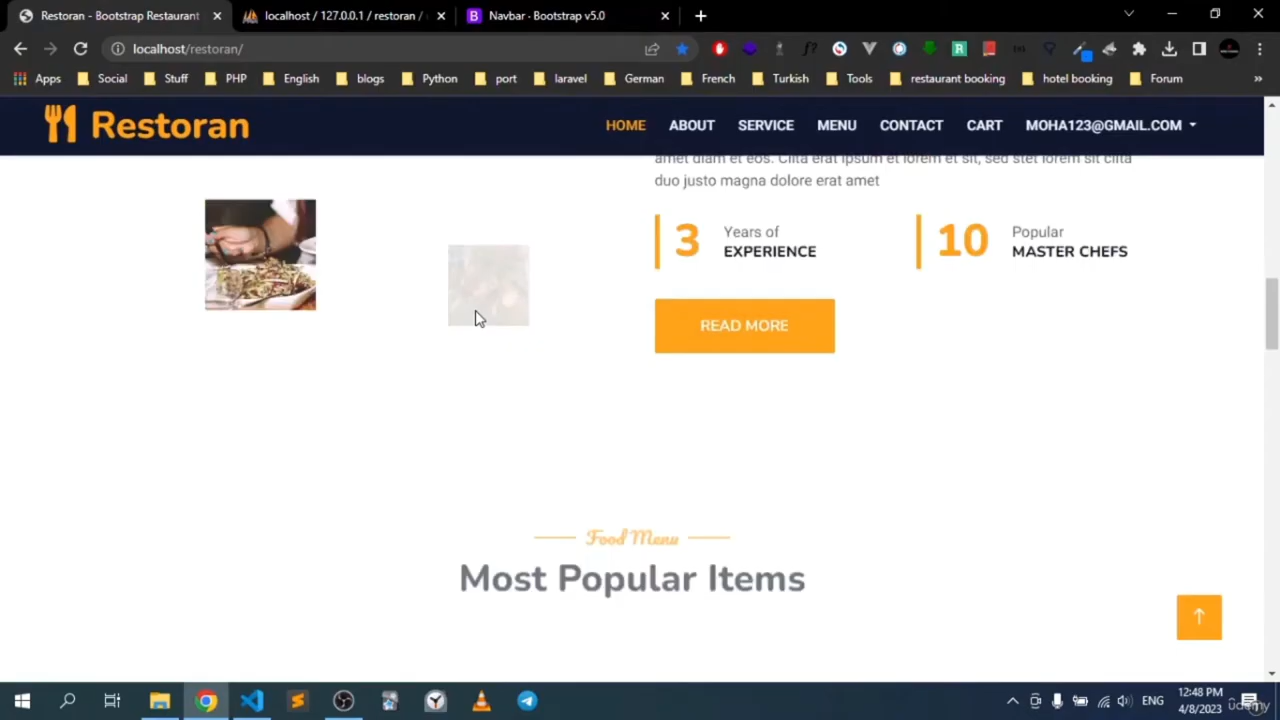 Restoran - Bootstrap Restaurant
localhost / 127.0.0.1 / restoran /
Navbar · Bootstrap v5.0
localhost/restoran/
Apps
Social
Stuff
PHP
English
blogs
Python
port
laravel
German
French
Turkish
Tools
restaurant booking
hotel booking
Forum
Restoran
HOME
ABOUT
SERVICE
MENU
CONTACT
CART
MOHA123@GMAIL.COM
amet diam et eos. Clita erat ipsum et lorem et sit, sed stet lorem sit clita
duo justo magna dolore erat amet
3
Years of
EXPERIENCE
10
Popular
MASTER CHEFS
READ MORE
Food Menu
Most Popular Items
ENG
12:48 PM
4/8/2023
udemy